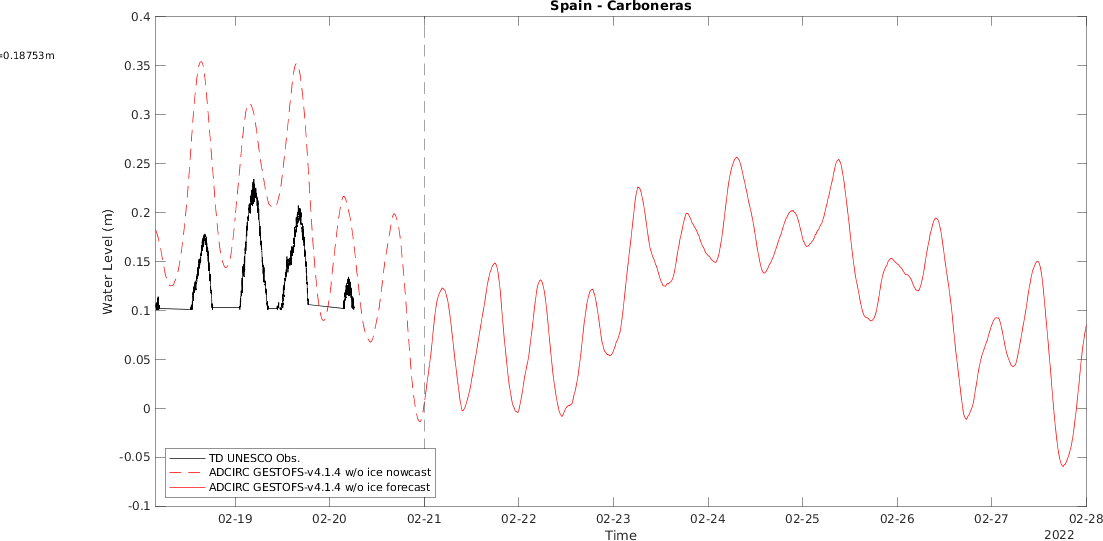 Spain - Carboneras
=0.18753m
0.4
0.35
0.3
0.25
0.2
0.15
0.1
0.05
0
-0.05
-0.1
Water Level (m)
TD UNESCO Obs.
ADCIRC GESTOFS-v4.1.4 w/o ice nowcast
ADCIRC GESTOFS-v4.1.4 w/o ice forecast
02-19 02-20 02-21 02-22 02-23 02-24 02-25 02-26 02-27 02-28
Time
2022